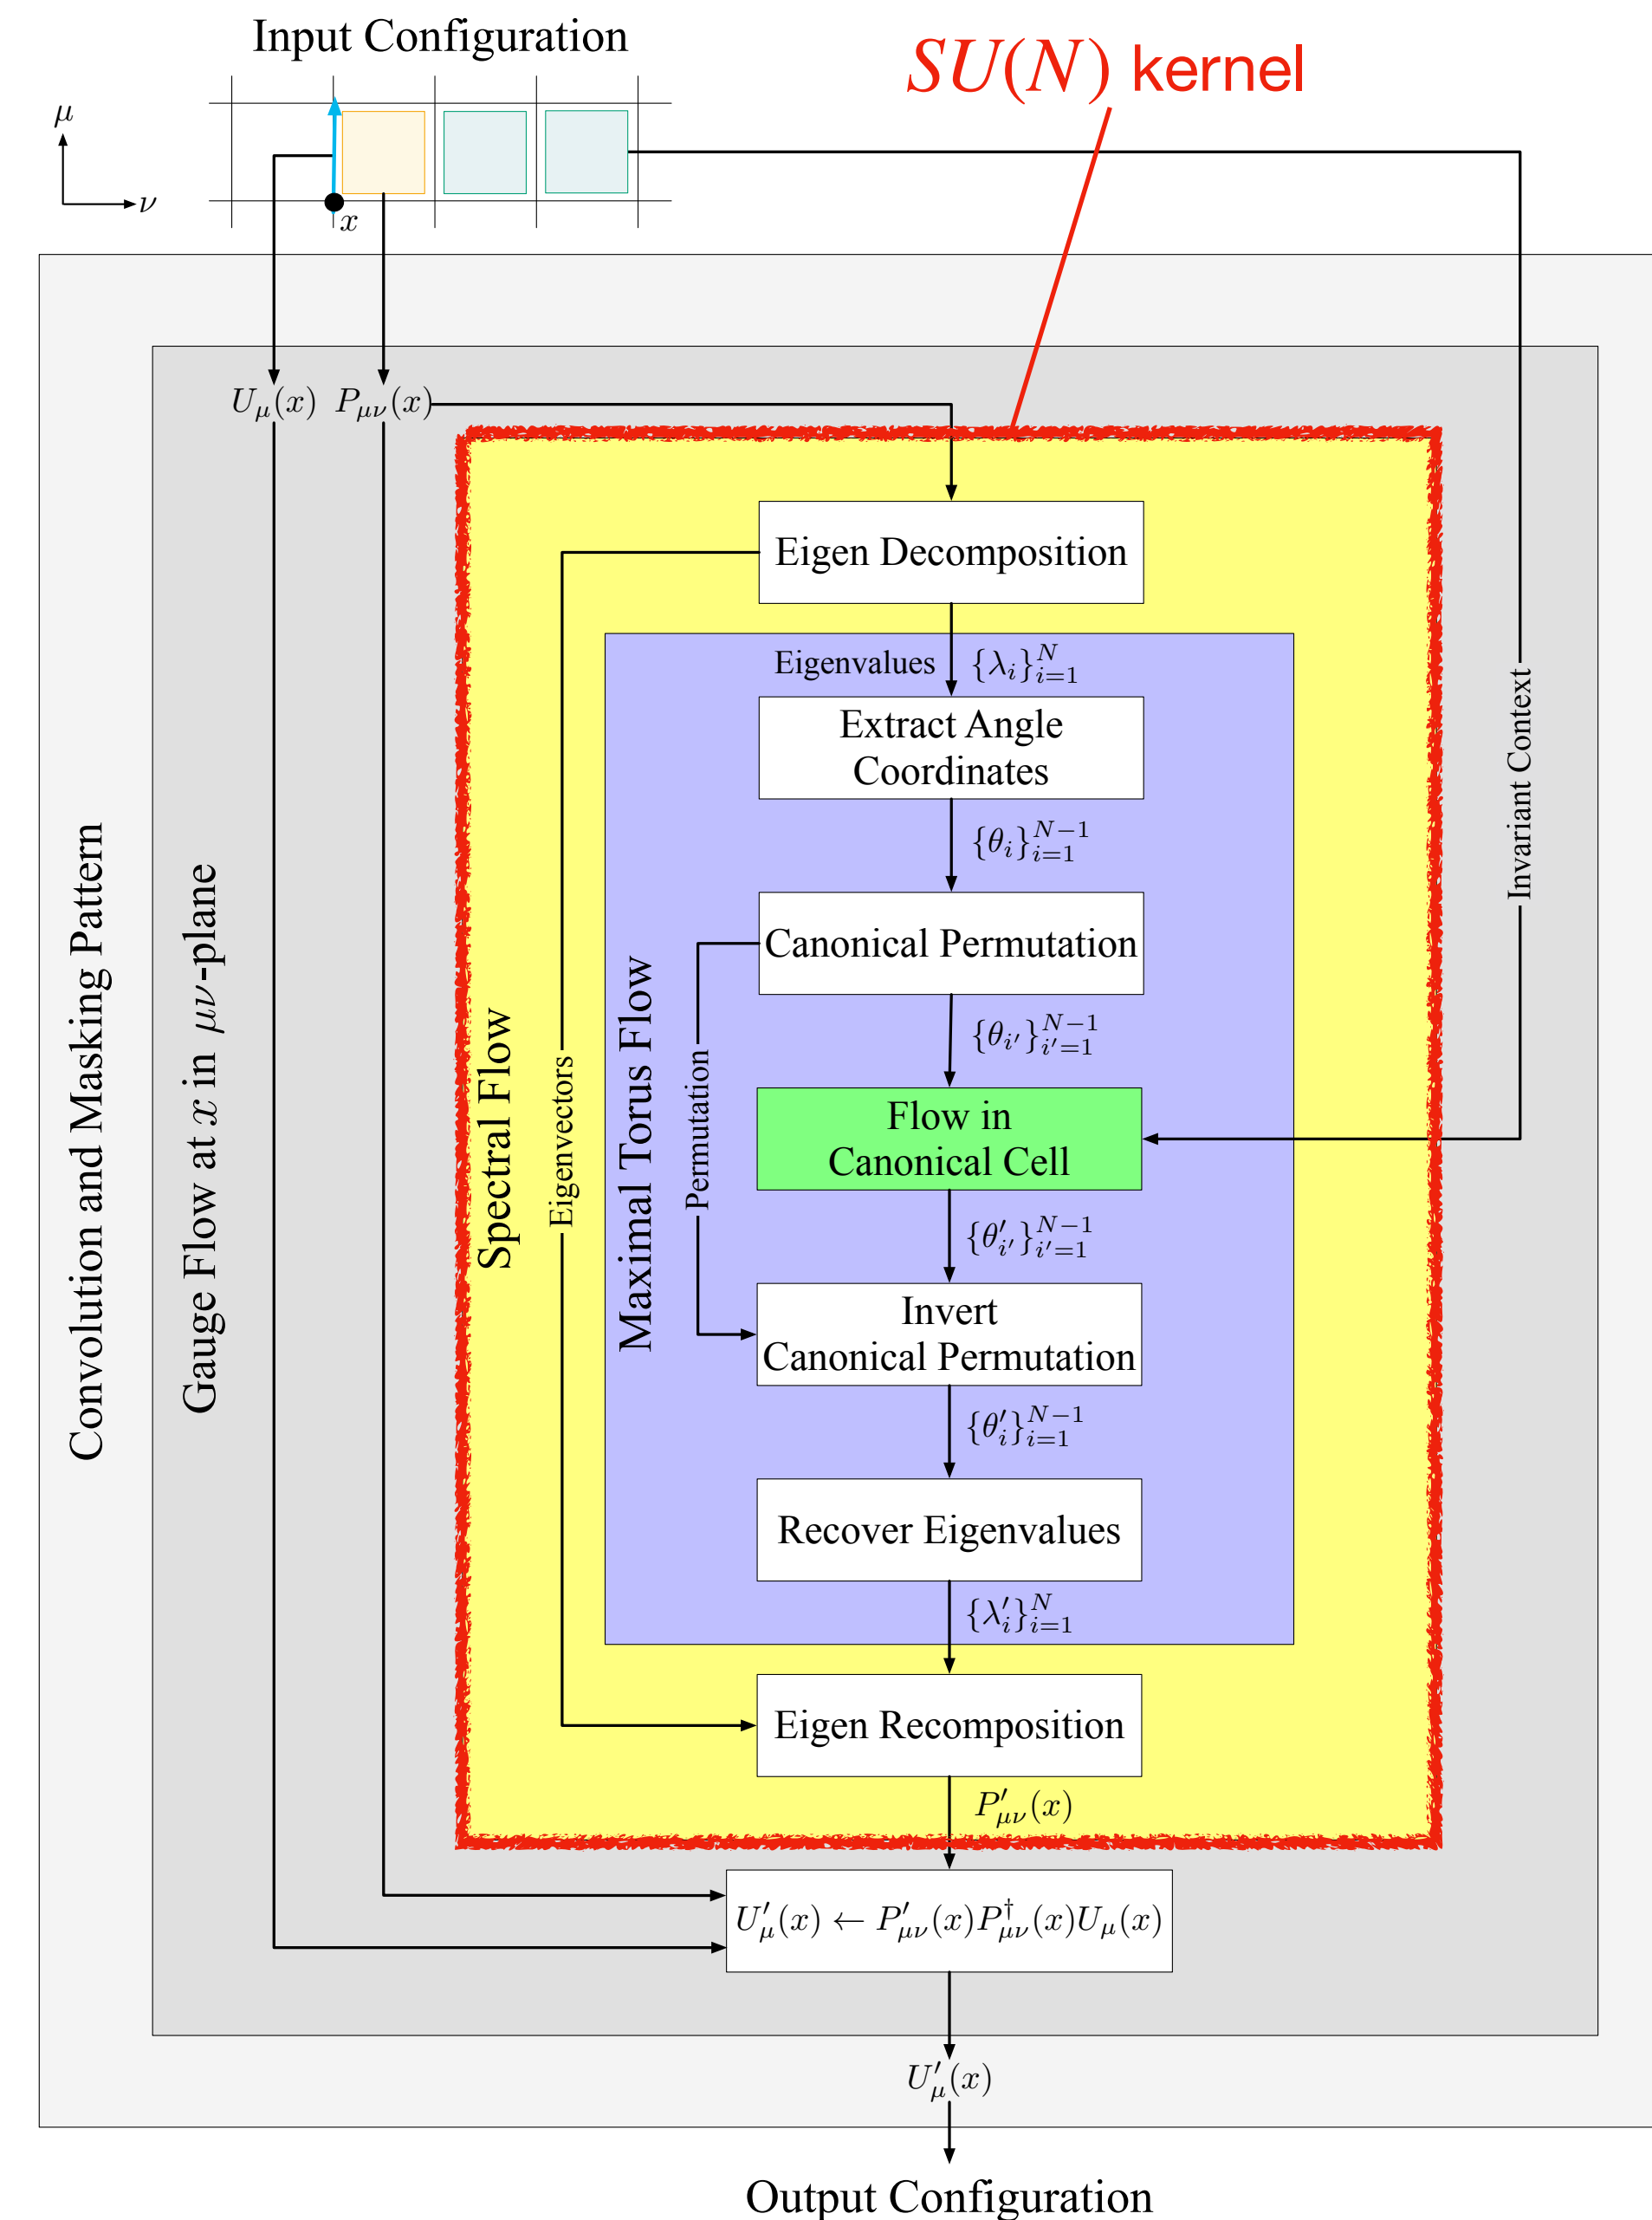 Input Configuration
SU(N) kernel
μ
ν
x
U_μ(x) P_μν(x)
Eigen Decomposition
Eigenvalues {λ_i}_{i=1}^{N}
Extract Angle
Coordinates
{θ_i}_{i=1}^{N−1}
Canonical Permutation
{θ_{i′}}_{i′=1}^{N−1}
Flow in
Canonical Cell
{θ′_{i′}}_{i′=1}^{N−1}
Invert
Canonical Permutation
{θ′_i}_{i=1}^{N−1}
Recover Eigenvalues
{λ′_i}_{i=1}^{N}
Eigen Recomposition
P′_μν(x)
U′_μ(x) ← P′_μν(x)P†_μν(x)U_μ(x)
U′_μ(x)
Output Configuration
Convolution and Masking Pattern
Gauge Flow at x in μν-plane
Spectral Flow
Eigenvectors
Maximal Torus Flow
Permutation
Invariant Context